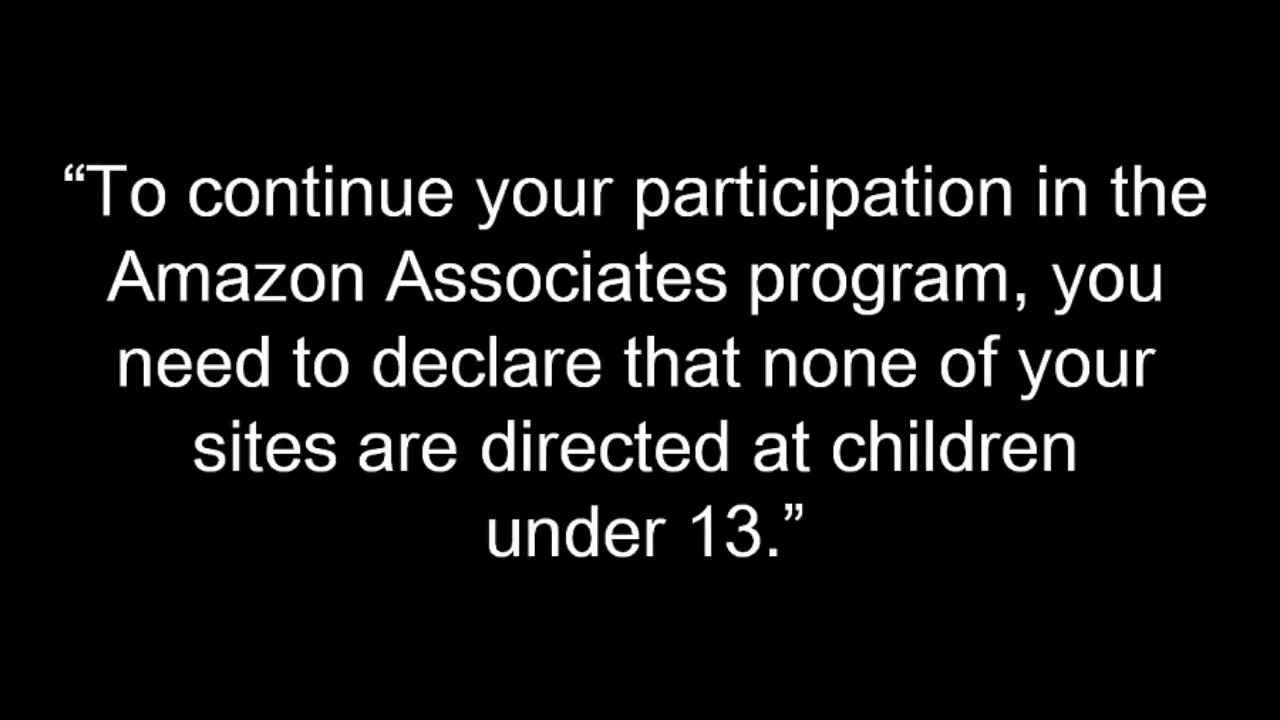 “To continue your participation in the
Amazon Associates program, you
need to declare that none of your
sites are directed at children
under 13.”